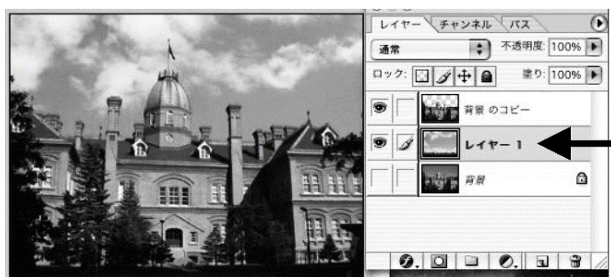 レイヤー チャンネル パス
通常 不透明度: 100%
ロック: 塗り: 100%
背景 のコピー
レイヤー 1
背景